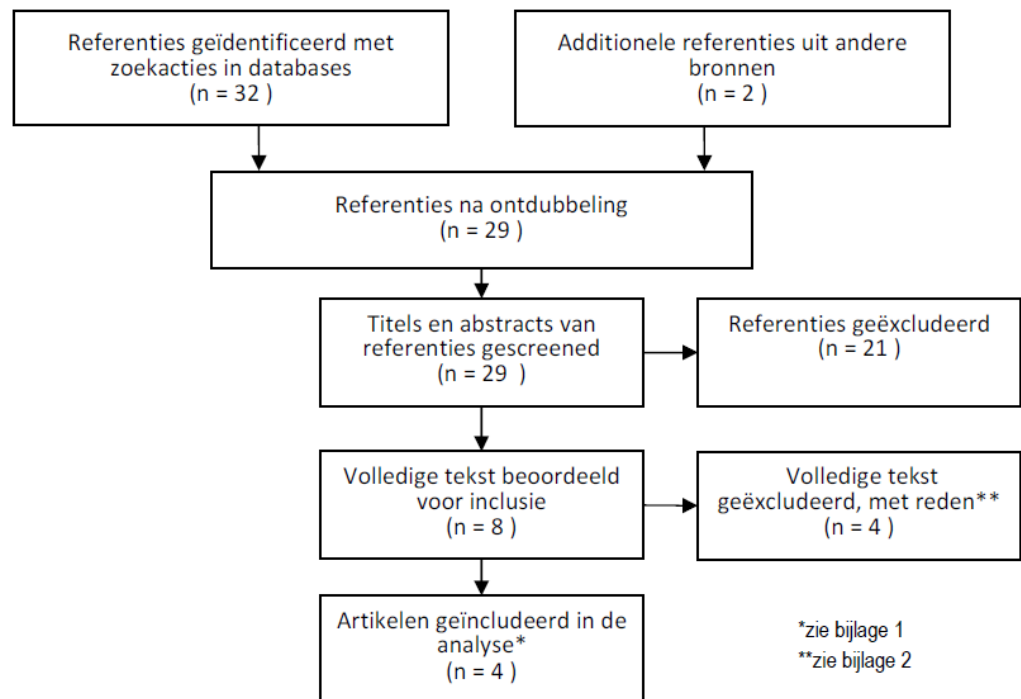 Referenties geïdentificeerd met
zoekacties in databases
(n = 32 )
Additionele referenties uit andere
bronnen
(n = 2 )
Referenties na ontdubbeling
(n = 29 )
Titels en abstracts van
referenties gescreened
(n = 29 )
Referenties geëxcludeerd
(n = 21 )
Volledige tekst beoordeeld
voor inclusie
(n = 8 )
Volledige tekst
geëxcludeerd, met reden**
(n = 4 )
Artikelen geïncludeerd in de
analyse*
(n = 4 )
*zie bijlage 1
**zie bijlage 2